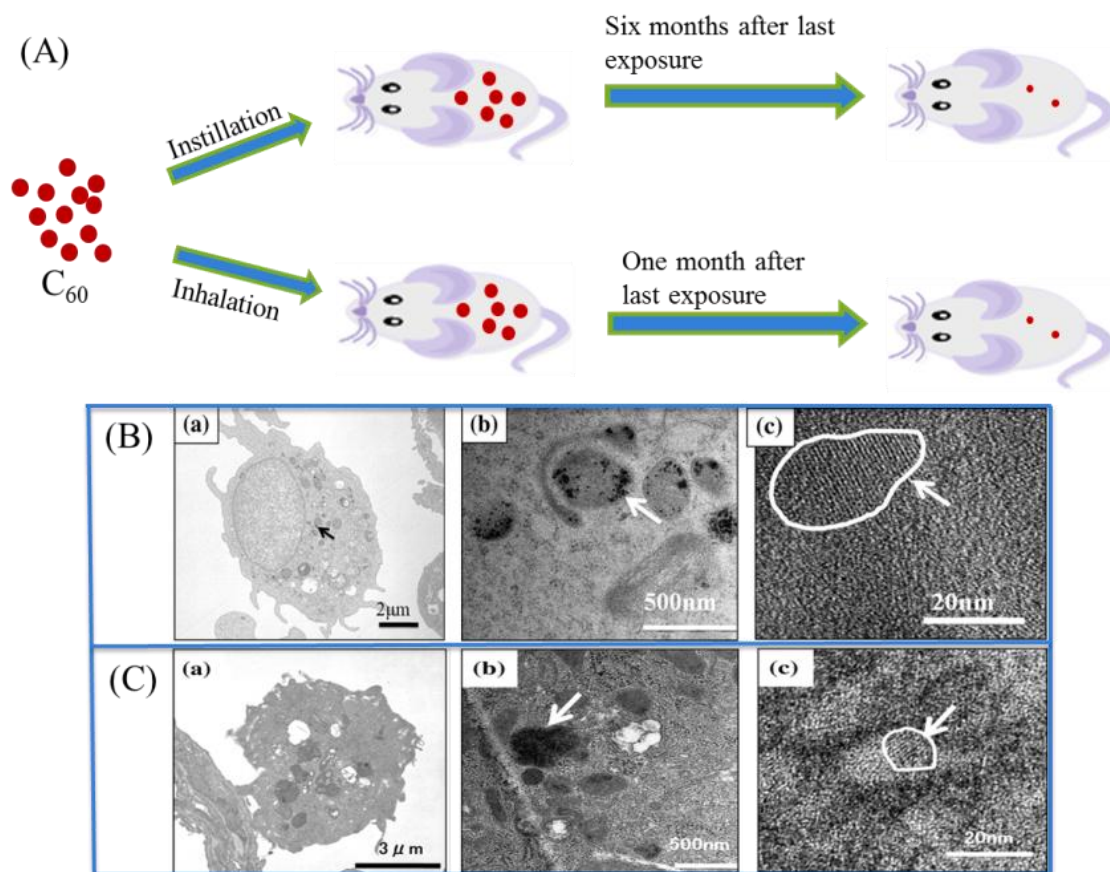 (A)
Six months after last
exposure
Instillation
C60
Inhalation
One month after
last exposure
(B)
(a)
2μm
(b)
500nm
(c)
20nm
(C)
(a)
3 μ m
(b)
500nm
(c)
20nm